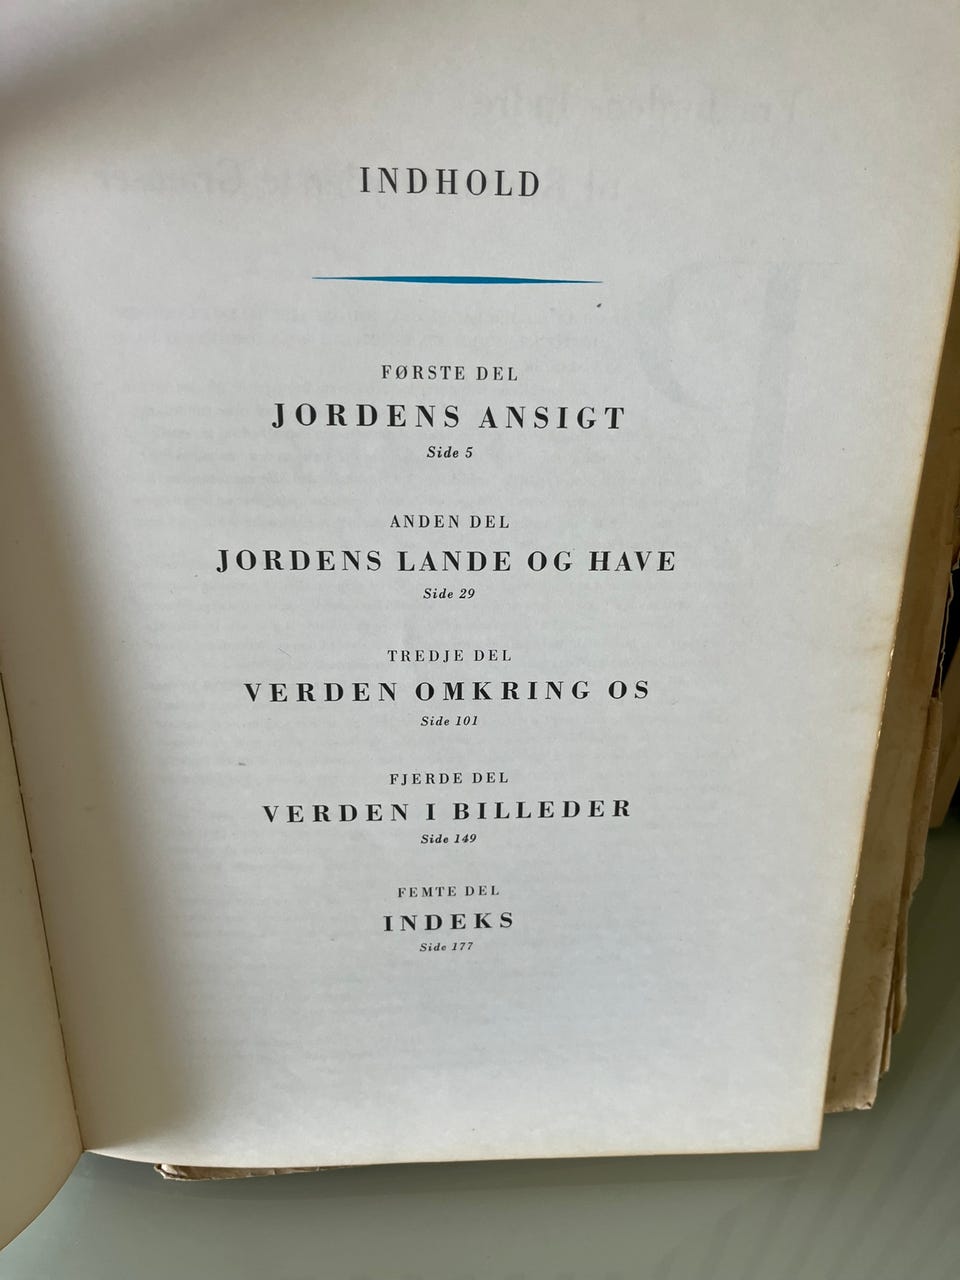 INDHOLD
FØRSTE DEL
JORDENS ANSIGT
Side 5
ANDEN DEL
JORDENS LANDE OG HAVE
Side 29
TREDJE DEL
VERDEN OMKRING OS
Side 101
FJERDE DEL
VERDEN I BILLEDER
Side 149
FEMTE DEL
INDEKS
Side 177